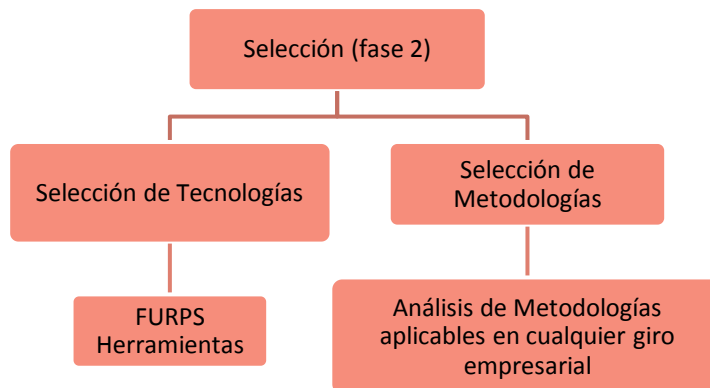 Selección (fase 2)
Selección de Tecnologías
Selección de
Metodologías
FURPS
Herramientas
Análisis de Metodologías
aplicables en cualquier giro
empresarial